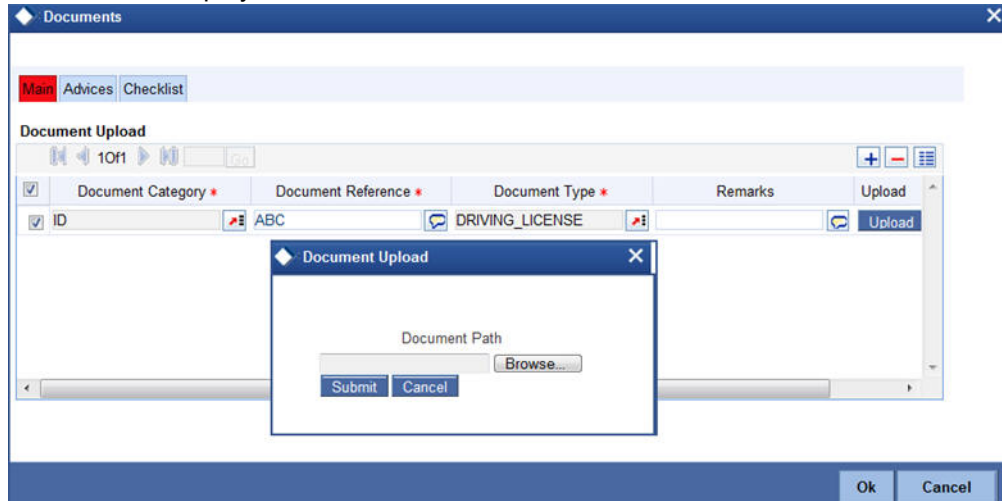 Documents
Main Advices Checklist
Document Upload
1Of1 Go
Document Category * Document Reference * Document Type * Remarks Upload
ID ABC DRIVING_LICENSE Upload
Document Upload
Document Path
Browse...
Submit Cancel
Ok Cancel